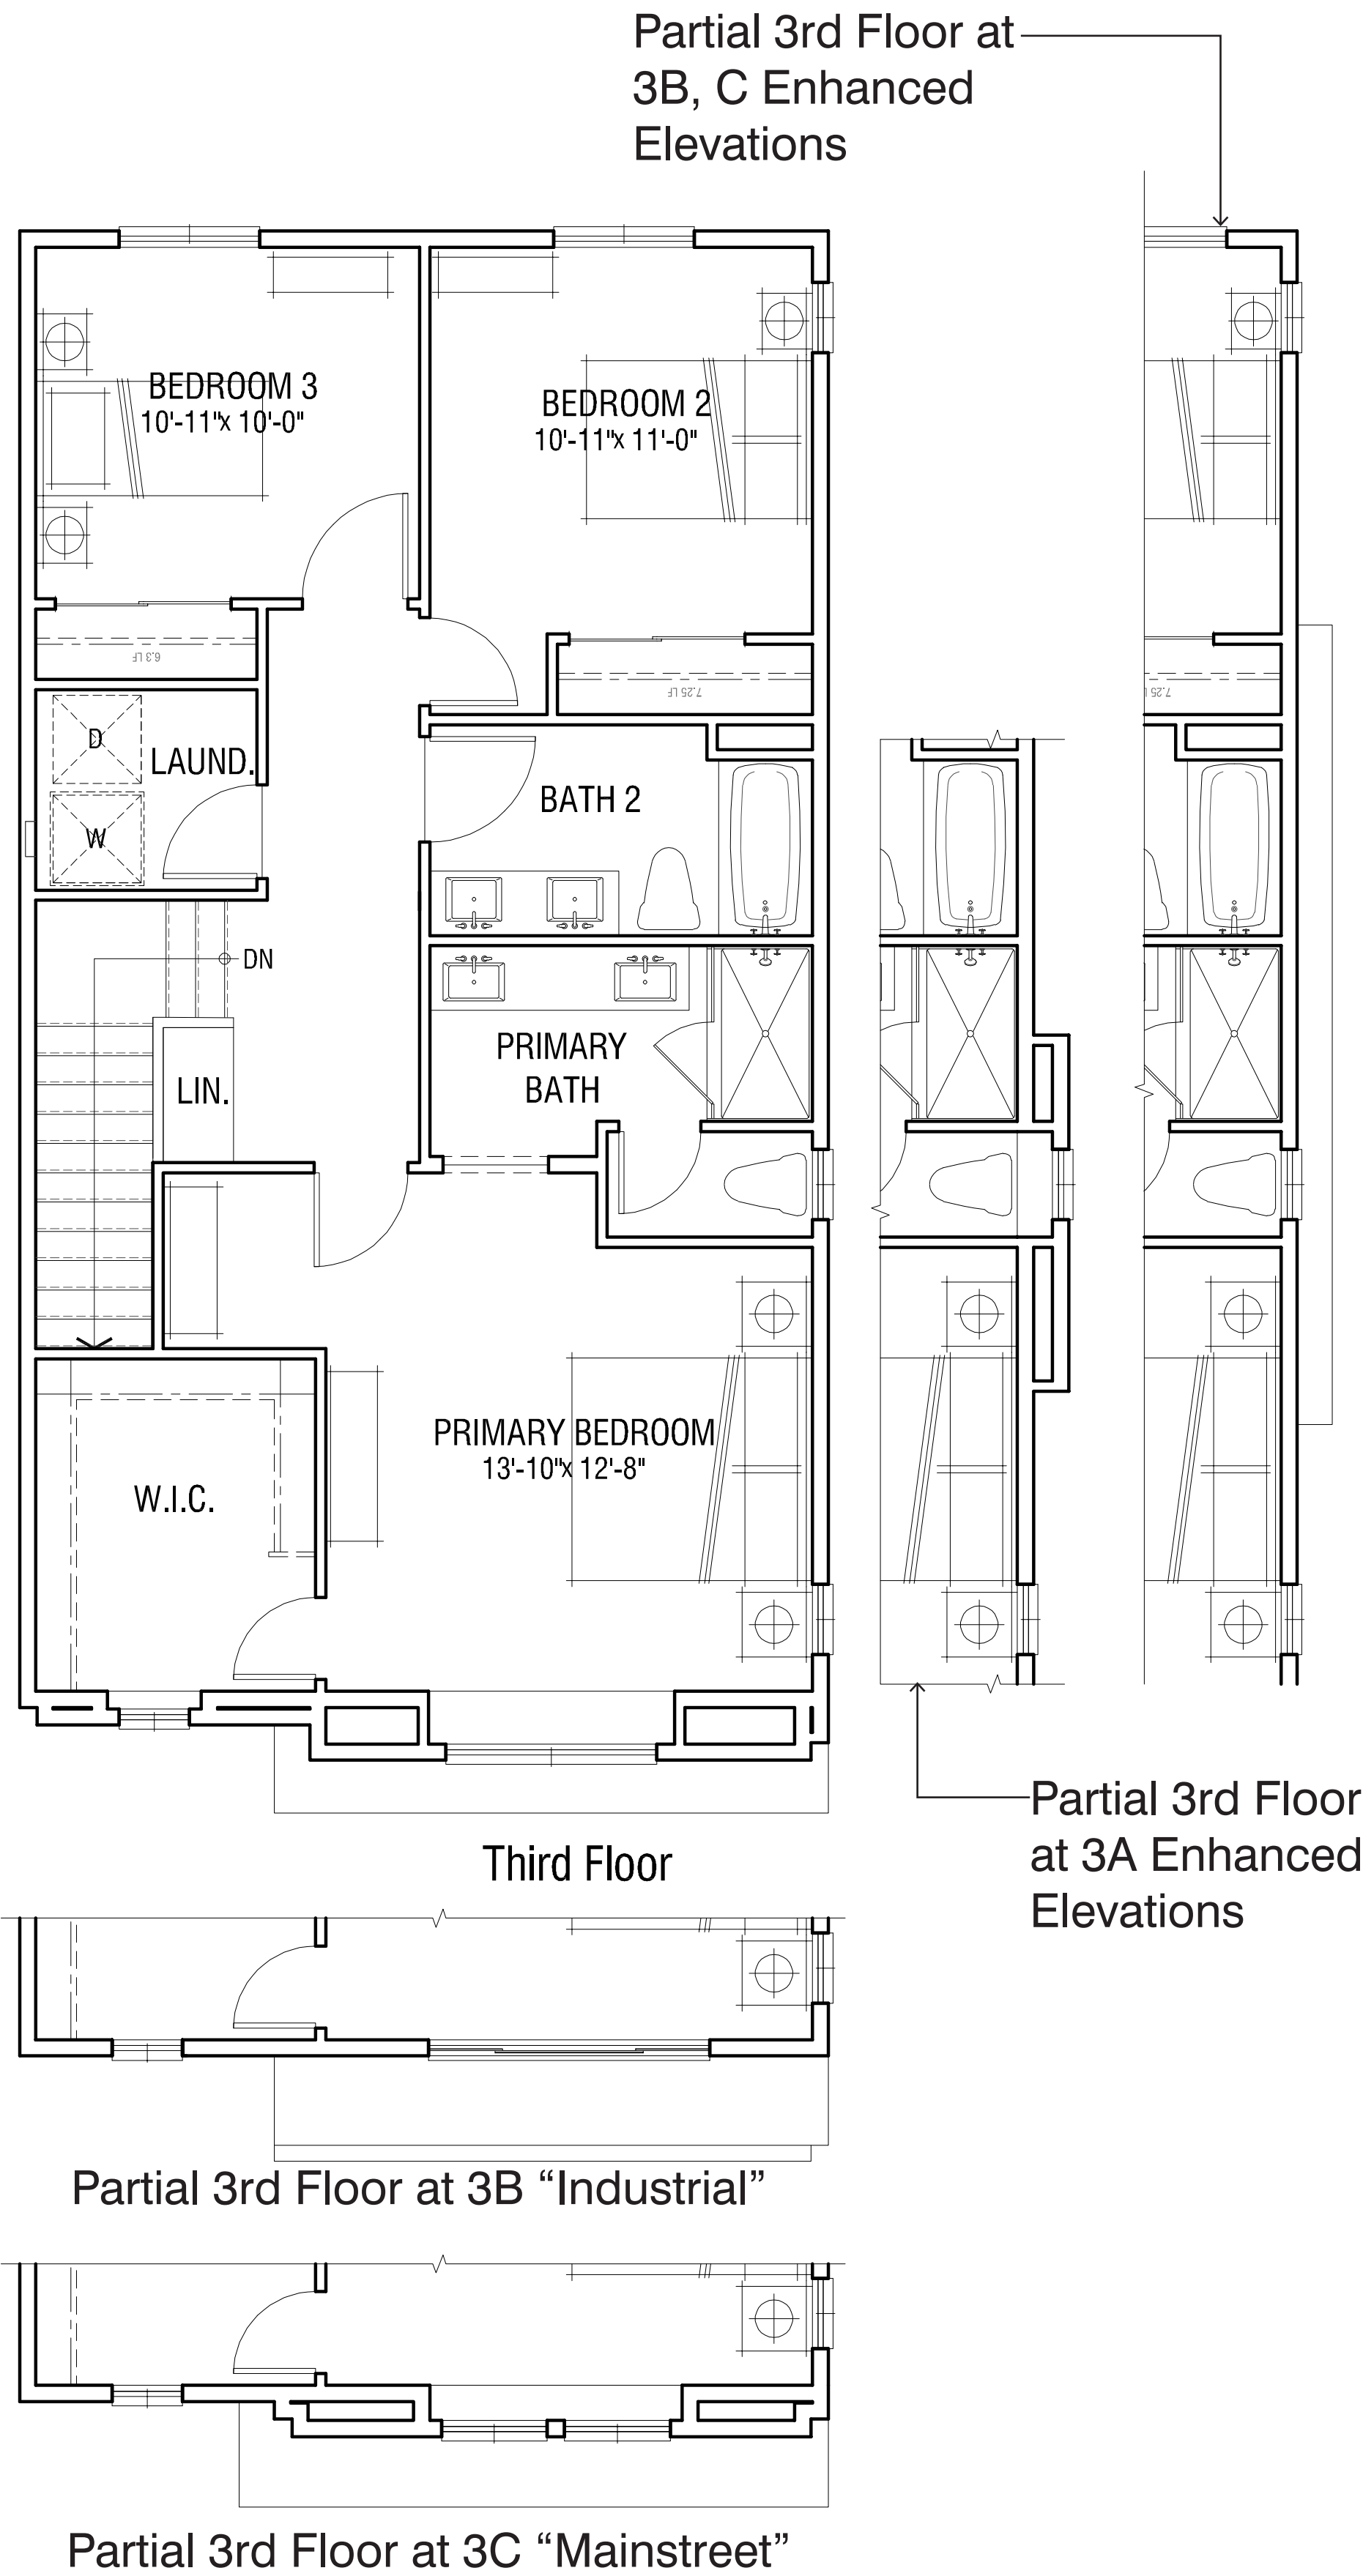 Partial 3rd Floor at
3B, C Enhanced
Elevations
BEDROOM 3
10'-11"x 10'-0"
BEDROOM 2
10'-11"x 11'-0"
6.3 LF
7.25 LF
7.25 L
D
LAUND.
W
BATH 2
DN
LIN.
PRIMARY
BATH
PRIMARY BEDROOM
13'-10"x 12'-8"
W.I.C.
Partial 3rd Floor
at 3A Enhanced
Elevations
Third Floor
Partial 3rd Floor at 3B “Industrial”
Partial 3rd Floor at 3C “Mainstreet”